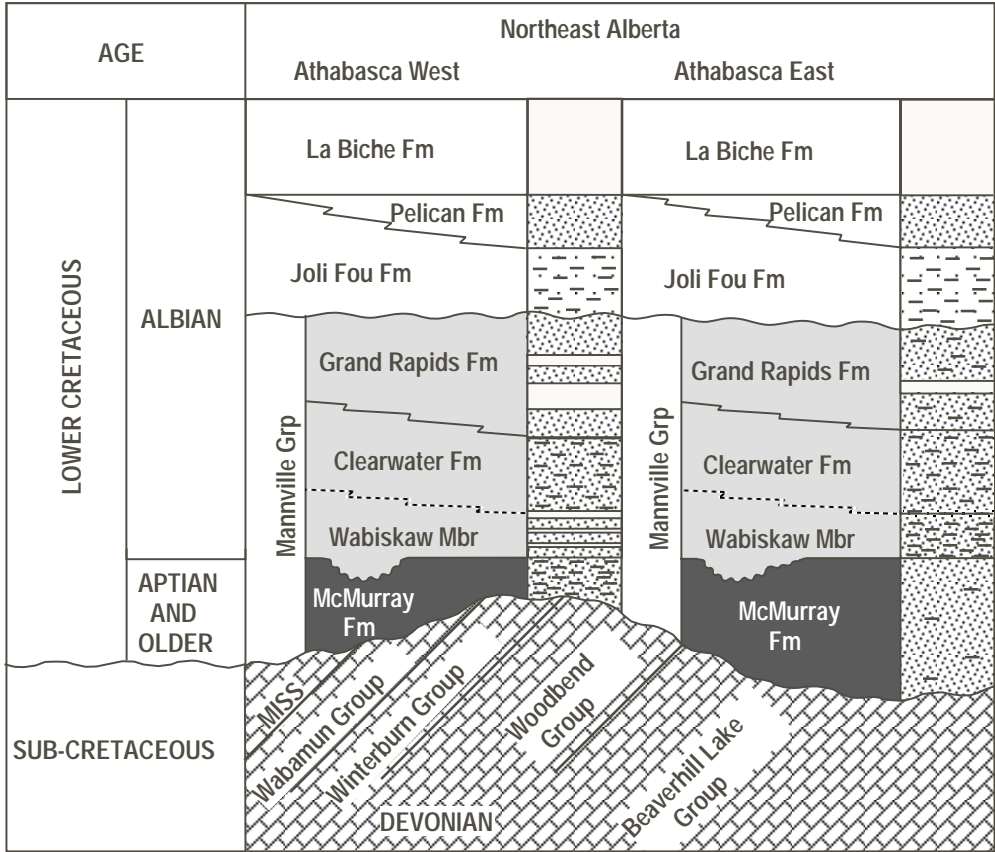 AGE
Northeast Alberta
Athabasca West
Athabasca East
LOWER CRETACEOUS
ALBIAN
APTIAN
AND
OLDER
SUB-CRETACEOUS
La Biche Fm
Pelican Fm
Joli Fou Fm
Mannville Grp
Grand Rapids Fm
Clearwater Fm
Wabiskaw Mbr
McMurray
Fm
La Biche Fm
Pelican Fm
Joli Fou Fm
Mannville Grp
Grand Rapids Fm
Clearwater Fm
Wabiskaw Mbr
McMurray
Fm
MISS
Wabamun Group
Winterburn Group
Woodbend
Group
Beaverhill Lake
Group
DEVONIAN